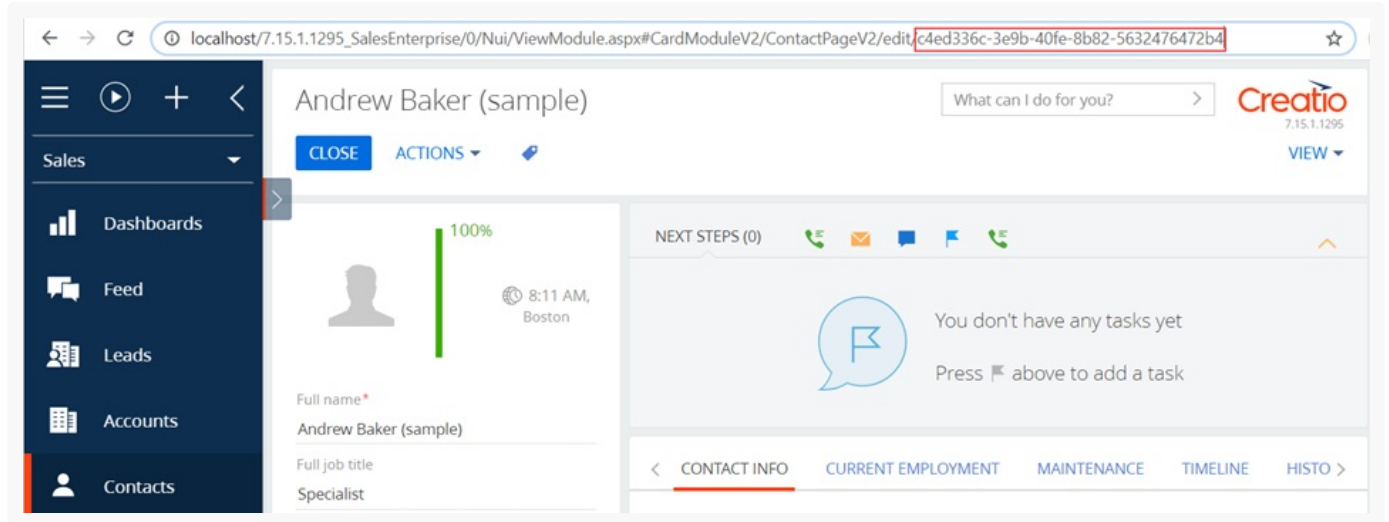 localhost/7.15.1.1295_SalesEnterprise/0/Nui/ViewModule.aspx#CardModuleV2/ContactPageV2/edit/c4ed336c-3e9b-40fe-8b82-5632476472b4
Andrew Baker (sample)
What can I do for you?
Creatio
7.15.1.1295
Sales
CLOSE ACTIONS
VIEW
Dashboards
Feed
Leads
Accounts
Contacts
100%
8:11 AM,
Boston
Full name*
Andrew Baker (sample)
Full job title
Specialist
NEXT STEPS (0)
You don't have any tasks yet
Press above to add a task
CONTACT INFO CURRENT EMPLOYMENT MAINTENANCE TIMELINE HISTO